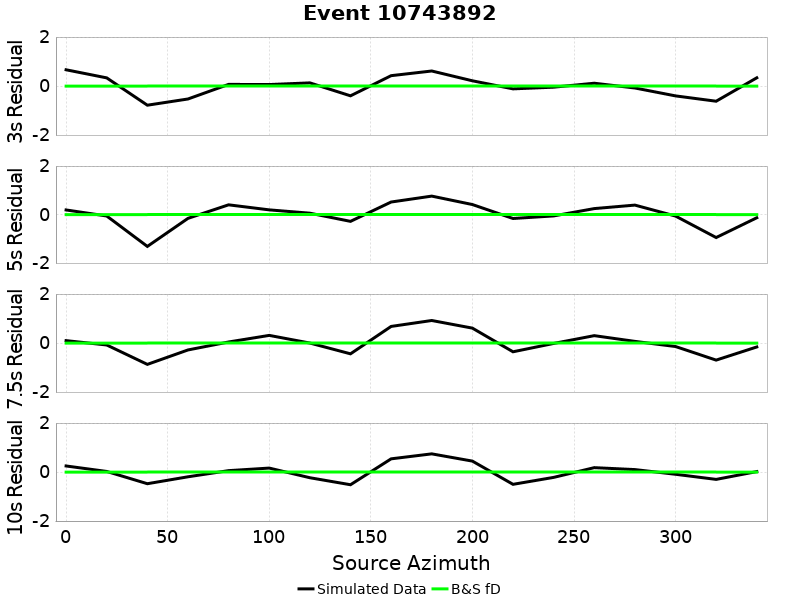 Event 10743892
3s Residual
2
0
-2
5s Residual
2
0
-2
7.5s Residual
2
0
-2
10s Residual
2
0
-2
0 50 100 150 200 250 300
Source Azimuth
Simulated Data B&S fD